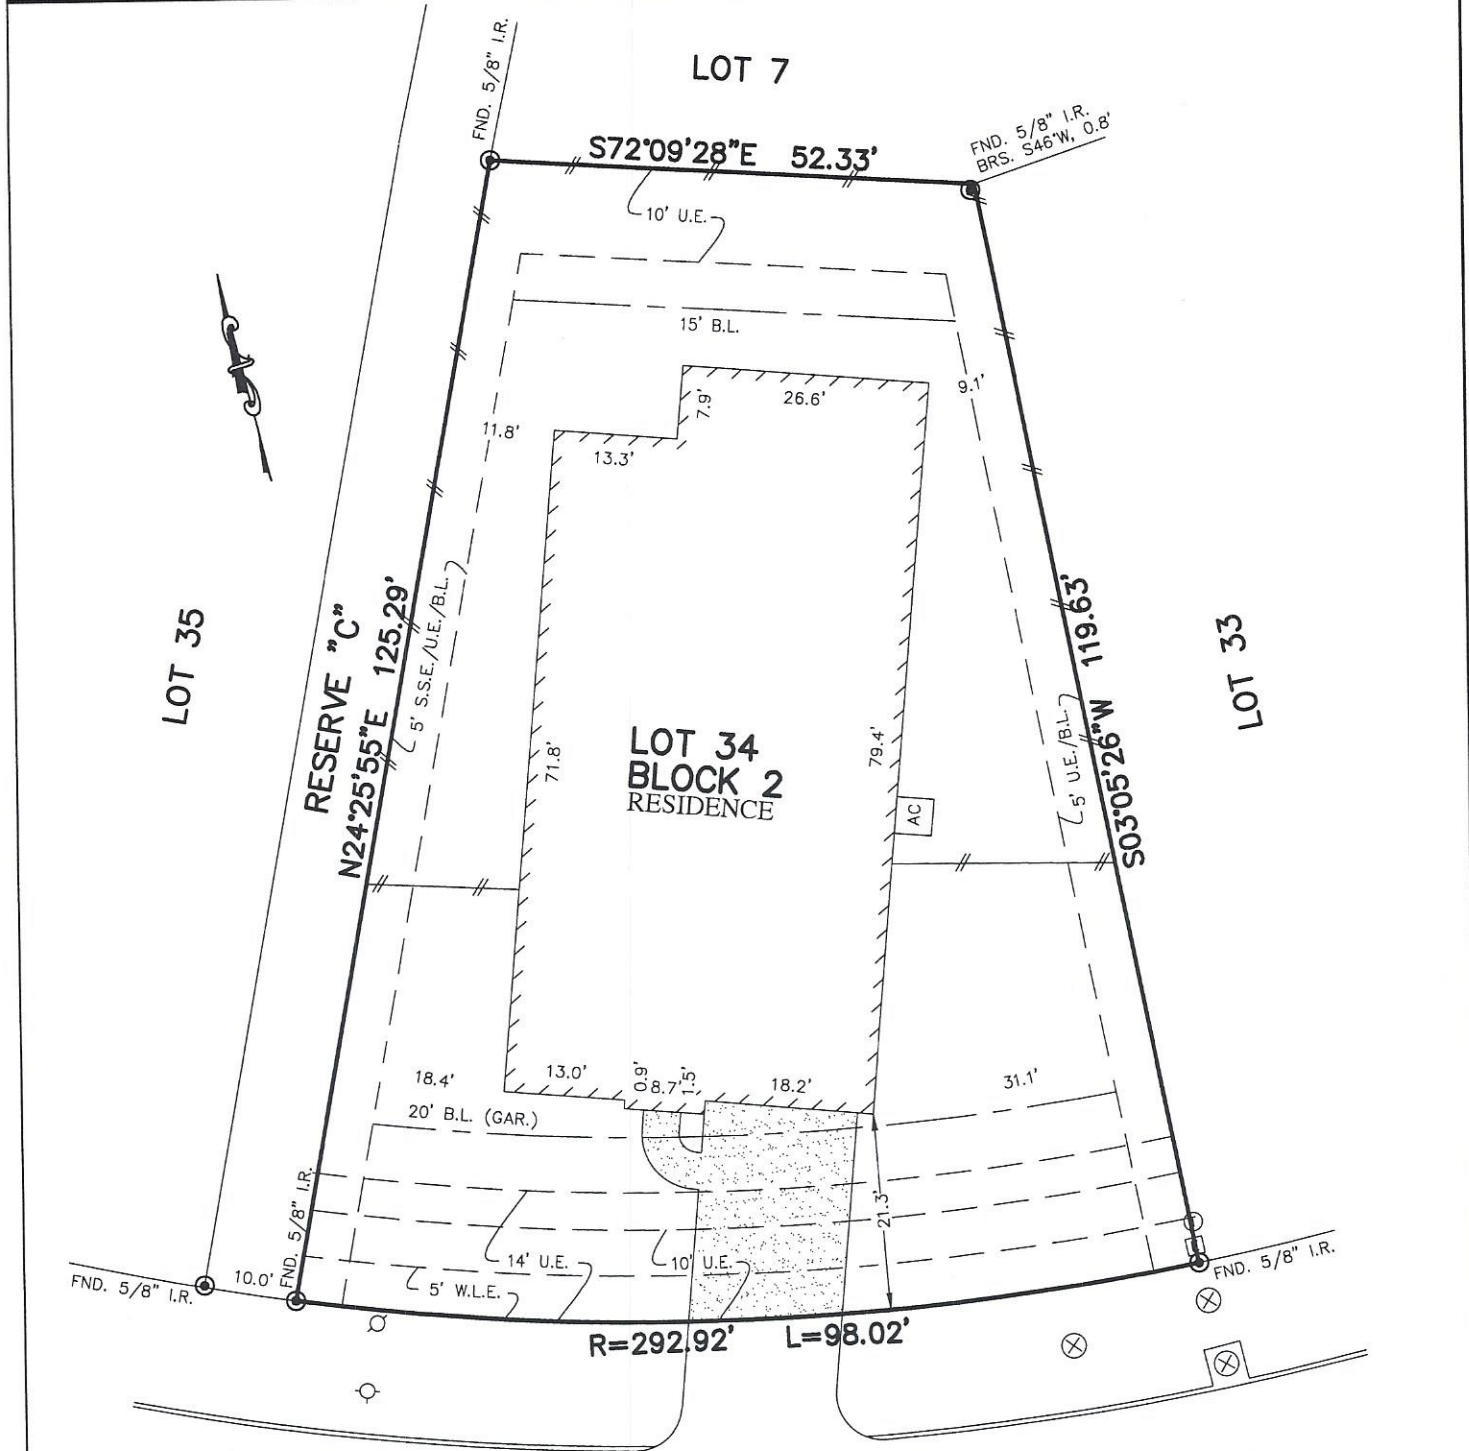 LOT 7
FND. 5/8" I.R.
FND. 5/8" I.R.
BRS. S46°W, 0.8'
S72°09'28"E 52.33'
10' U.E.
15' B.L.
9.1'
26.6'
7.9'
11.8'
13.3'
LOT 35
RESERVE "C"
N24°25'55"E 125.29'
5' S.S.E./U.E./B.L.
71.8'
LOT 34
BLOCK 2
RESIDENCE
79.4'
AC
5' U.E./B.L.
S03°05'26"W 119.63'
LOT 33
18.4'
13.0'
0.9'
8.7'
1.5'
18.2'
31.1'
20' B.L. (GAR.)
21.3'
14' U.E.
10' U.E.
5' W.L.E.
FND. 5/8" I.R.
10.0'
FND. 5/8" I.R.
FND. 5/8" I.R.
R=292.92' L=98.02'